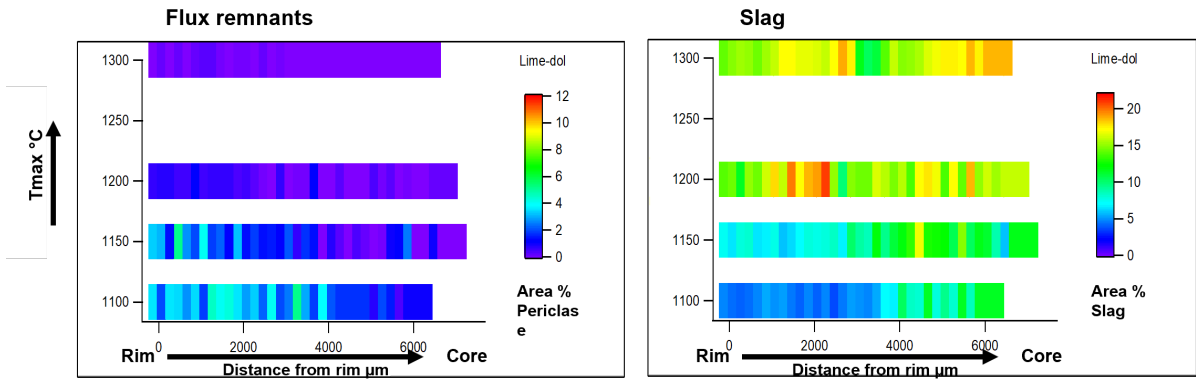 Flux remnants
Slag
Tmax °C
1300
1250
1200
1150
1100
Lime-dol
12
10
8
6
4
2
0
Area %
Periclas
e
0
2000
4000
6000
Rim
Core
Distance from rim µm
1300
1250
1200
1150
1100
Lime-dol
20
15
10
5
0
Area %
Slag
0
2000
4000
6000
Rim
Core
Distance from rim µm